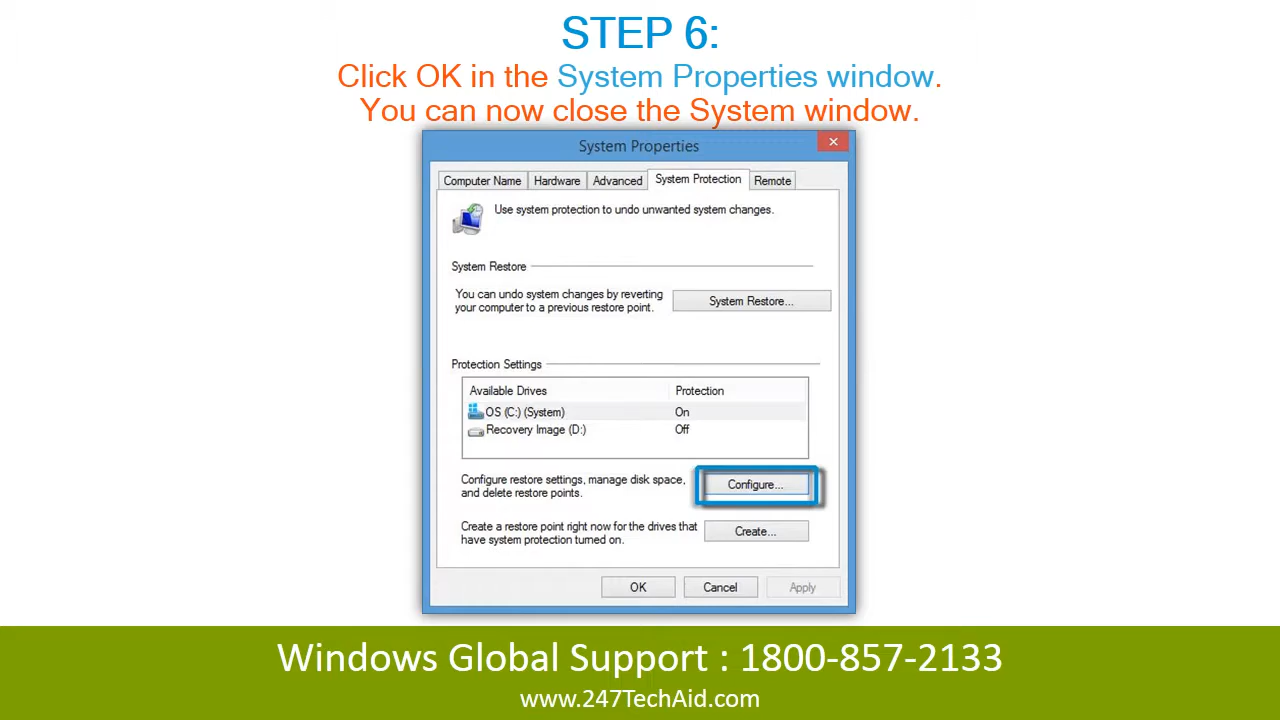 STEP 6:
Click OK in the System Properties window.
You can now close the System window.
System Properties
Computer Name Hardware Advanced System Protection Remote
Use system protection to undo unwanted system changes.
System Restore
You can undo system changes by reverting
your computer to a previous restore point.
System Restore...
Protection Settings
Available Drives Protection
OS (C:) (System) On
Recovery Image (D:) Off
Configure restore settings, manage disk space,
and delete restore points.
Configure...
Create a restore point right now for the drives that
have system protection turned on.
Create...
OK Cancel Apply
Windows Global Support : 1800-857-2133
www.247TechAid.com